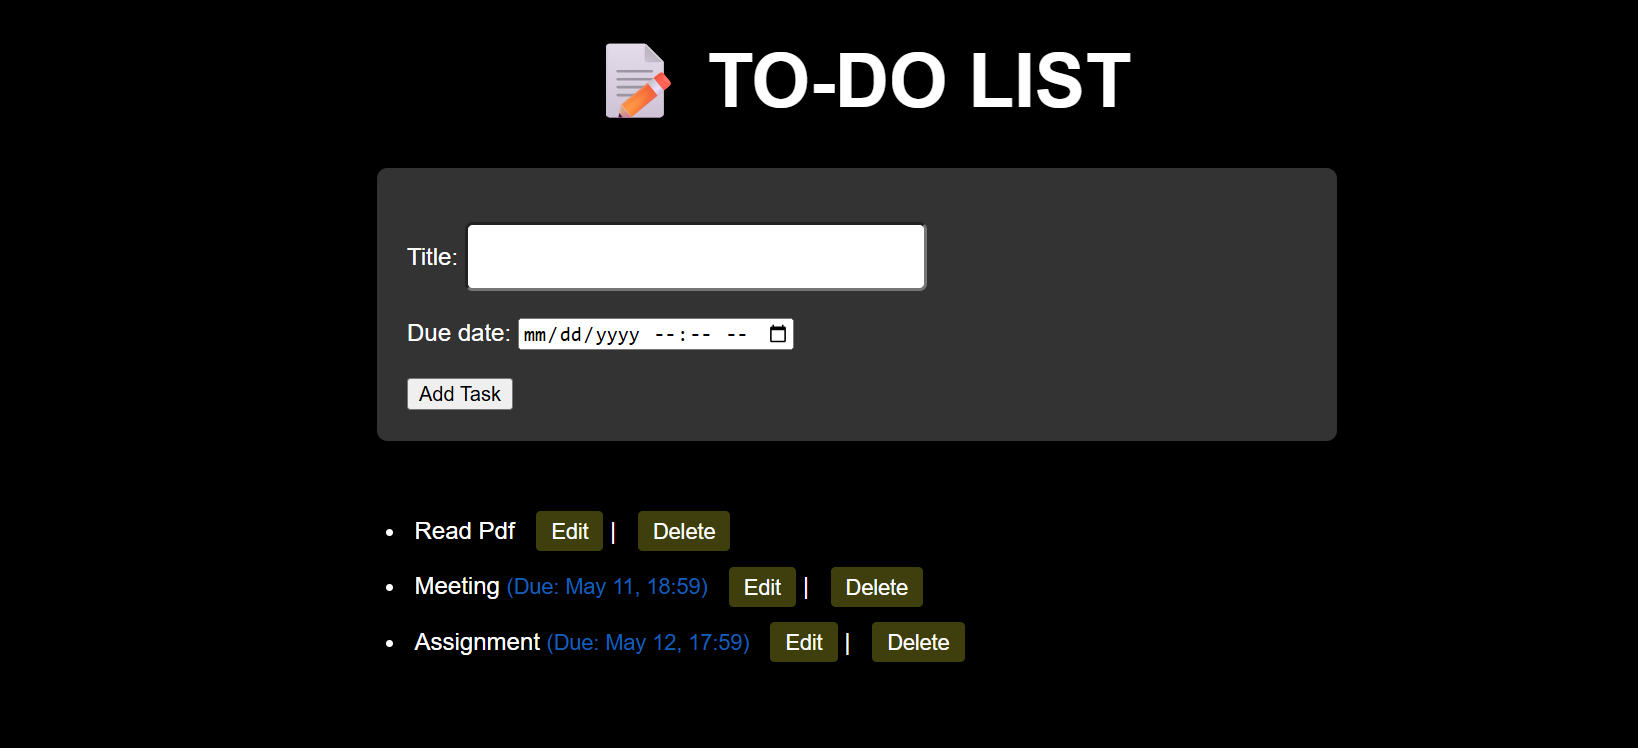 TO-DO LIST
Title:
Due date: mm/dd/yyyy --:-- --
Add Task
Read Pdf Edit | Delete
Meeting (Due: May 11, 18:59) Edit | Delete
Assignment (Due: May 12, 17:59) Edit | Delete